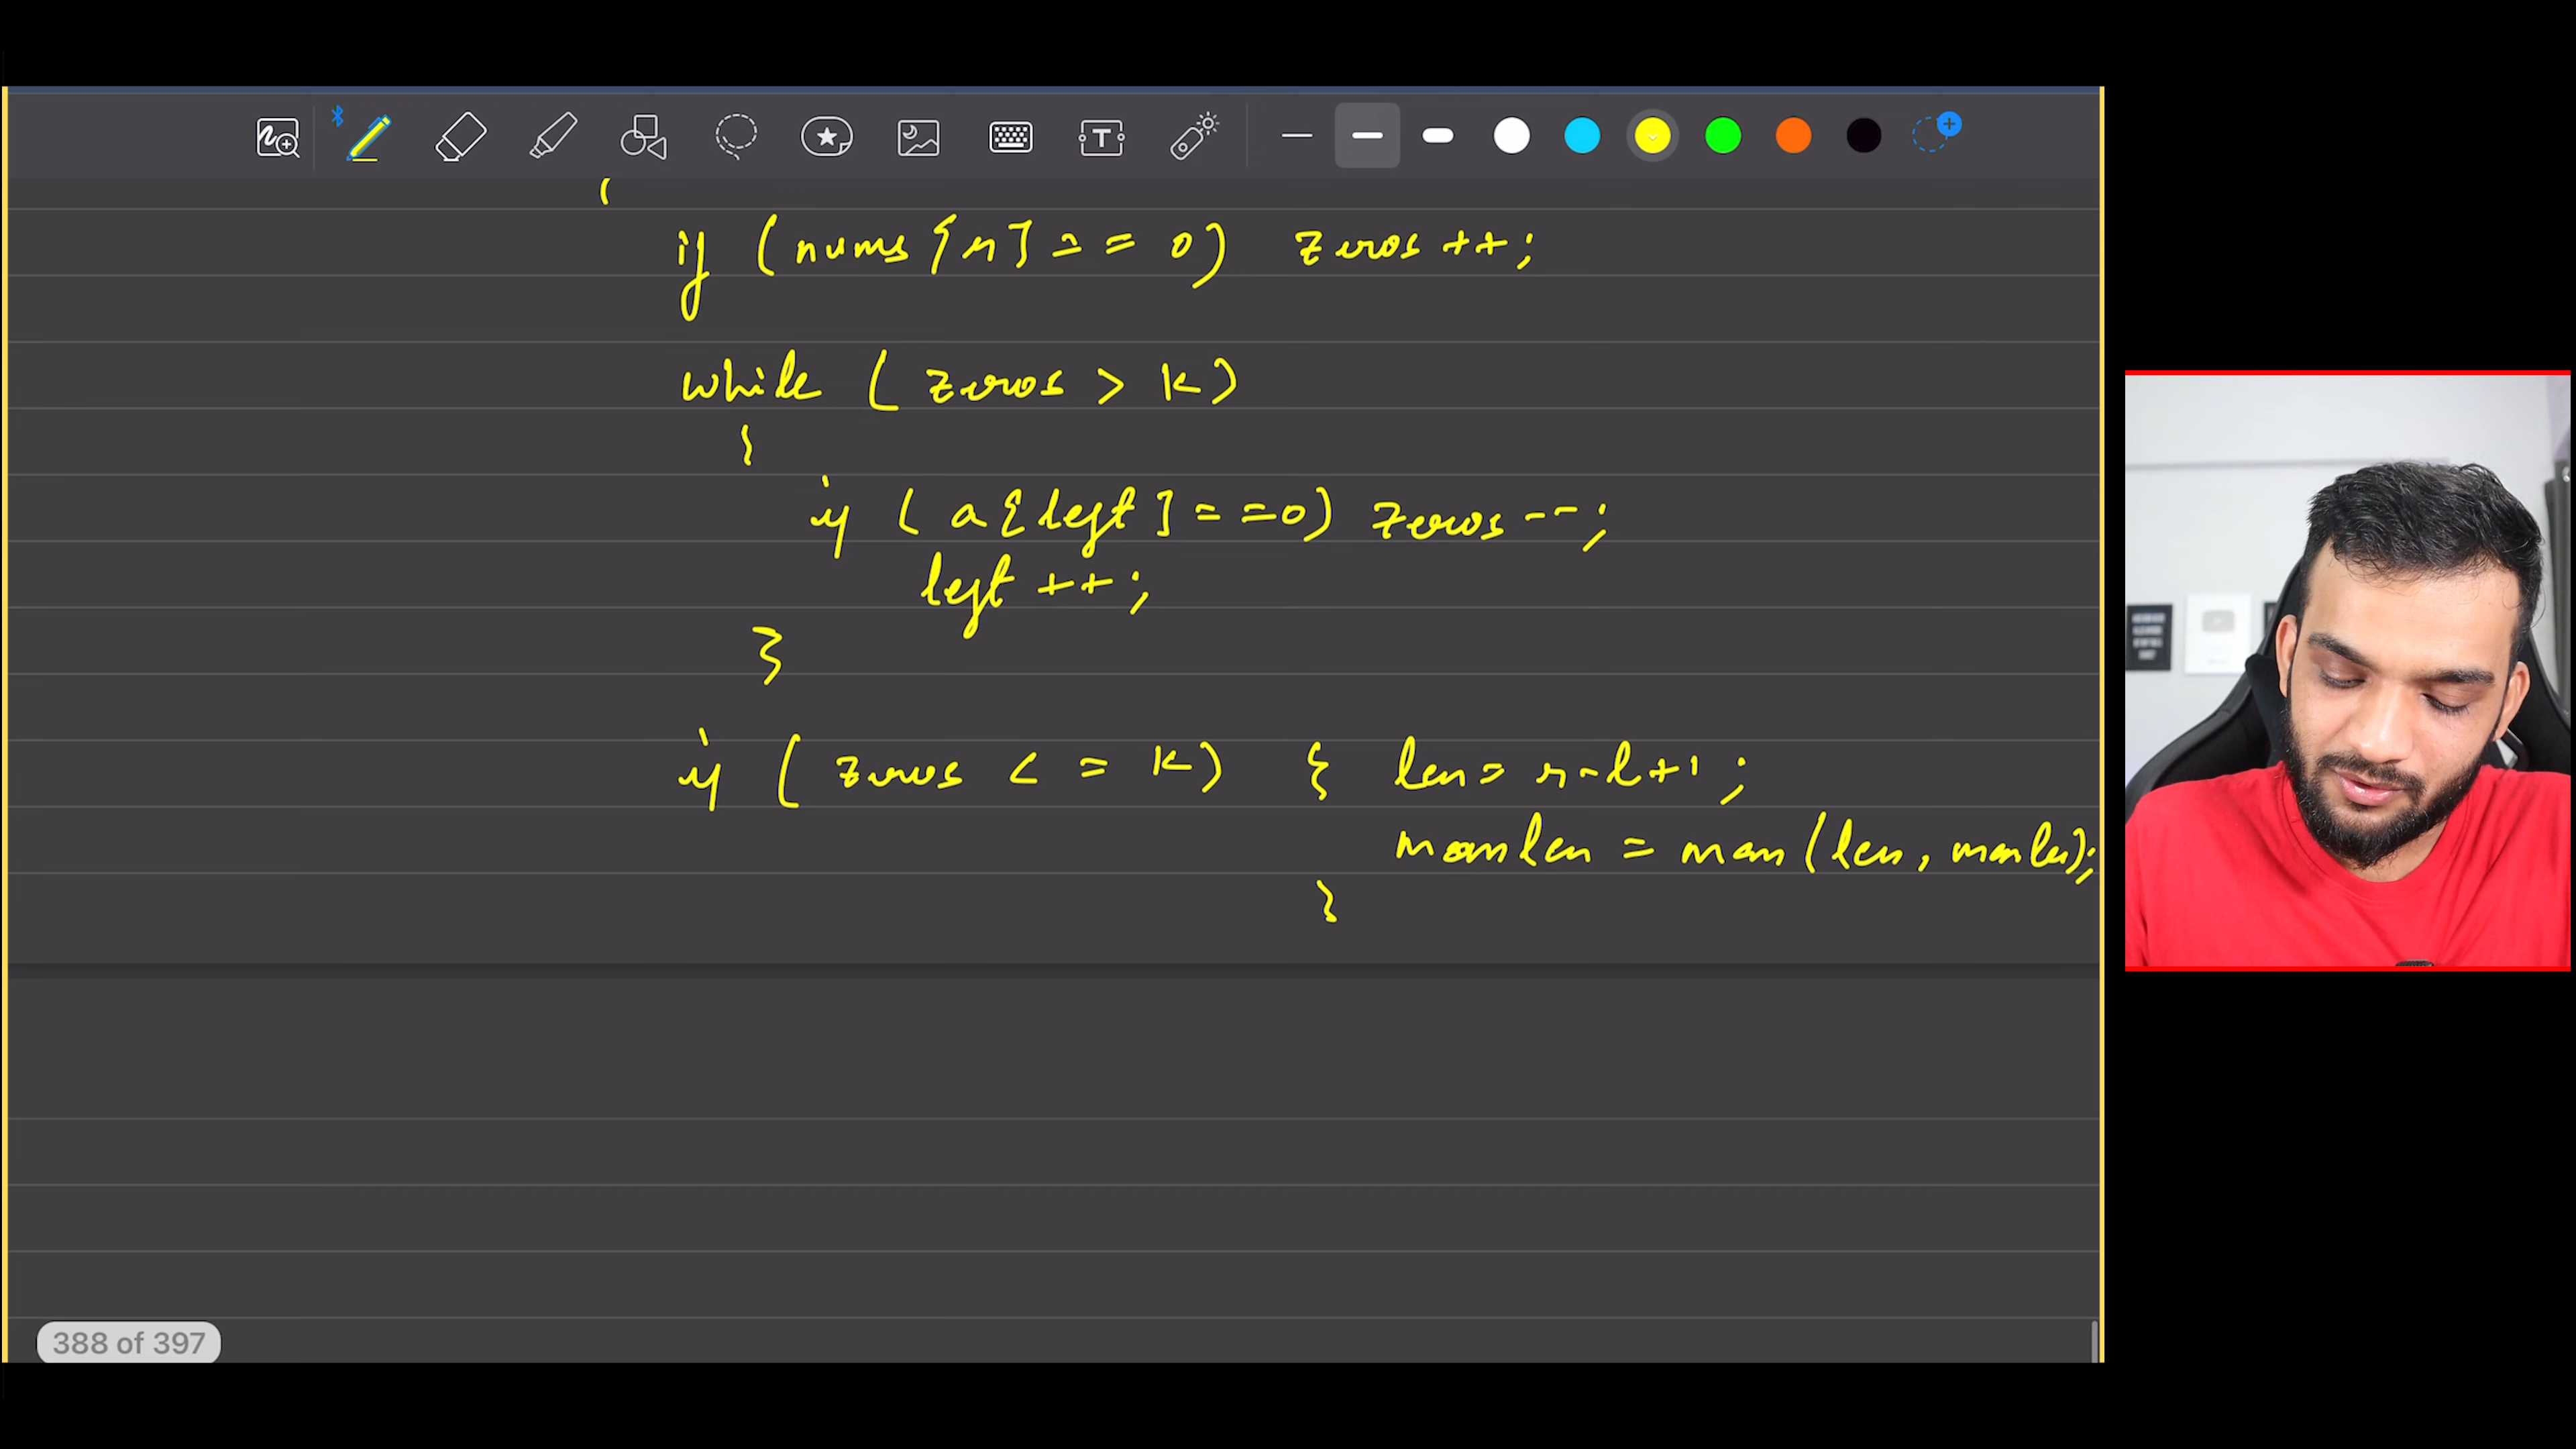 T
if (nums[r] == 0) zeros++;
while (zeros > K)
{
if (a[left] == 0) zeros--;
left++;
}
if (zeros <= K) { len = r-l+1;
maxlen = max(len, maxlen);
}
388 of 397